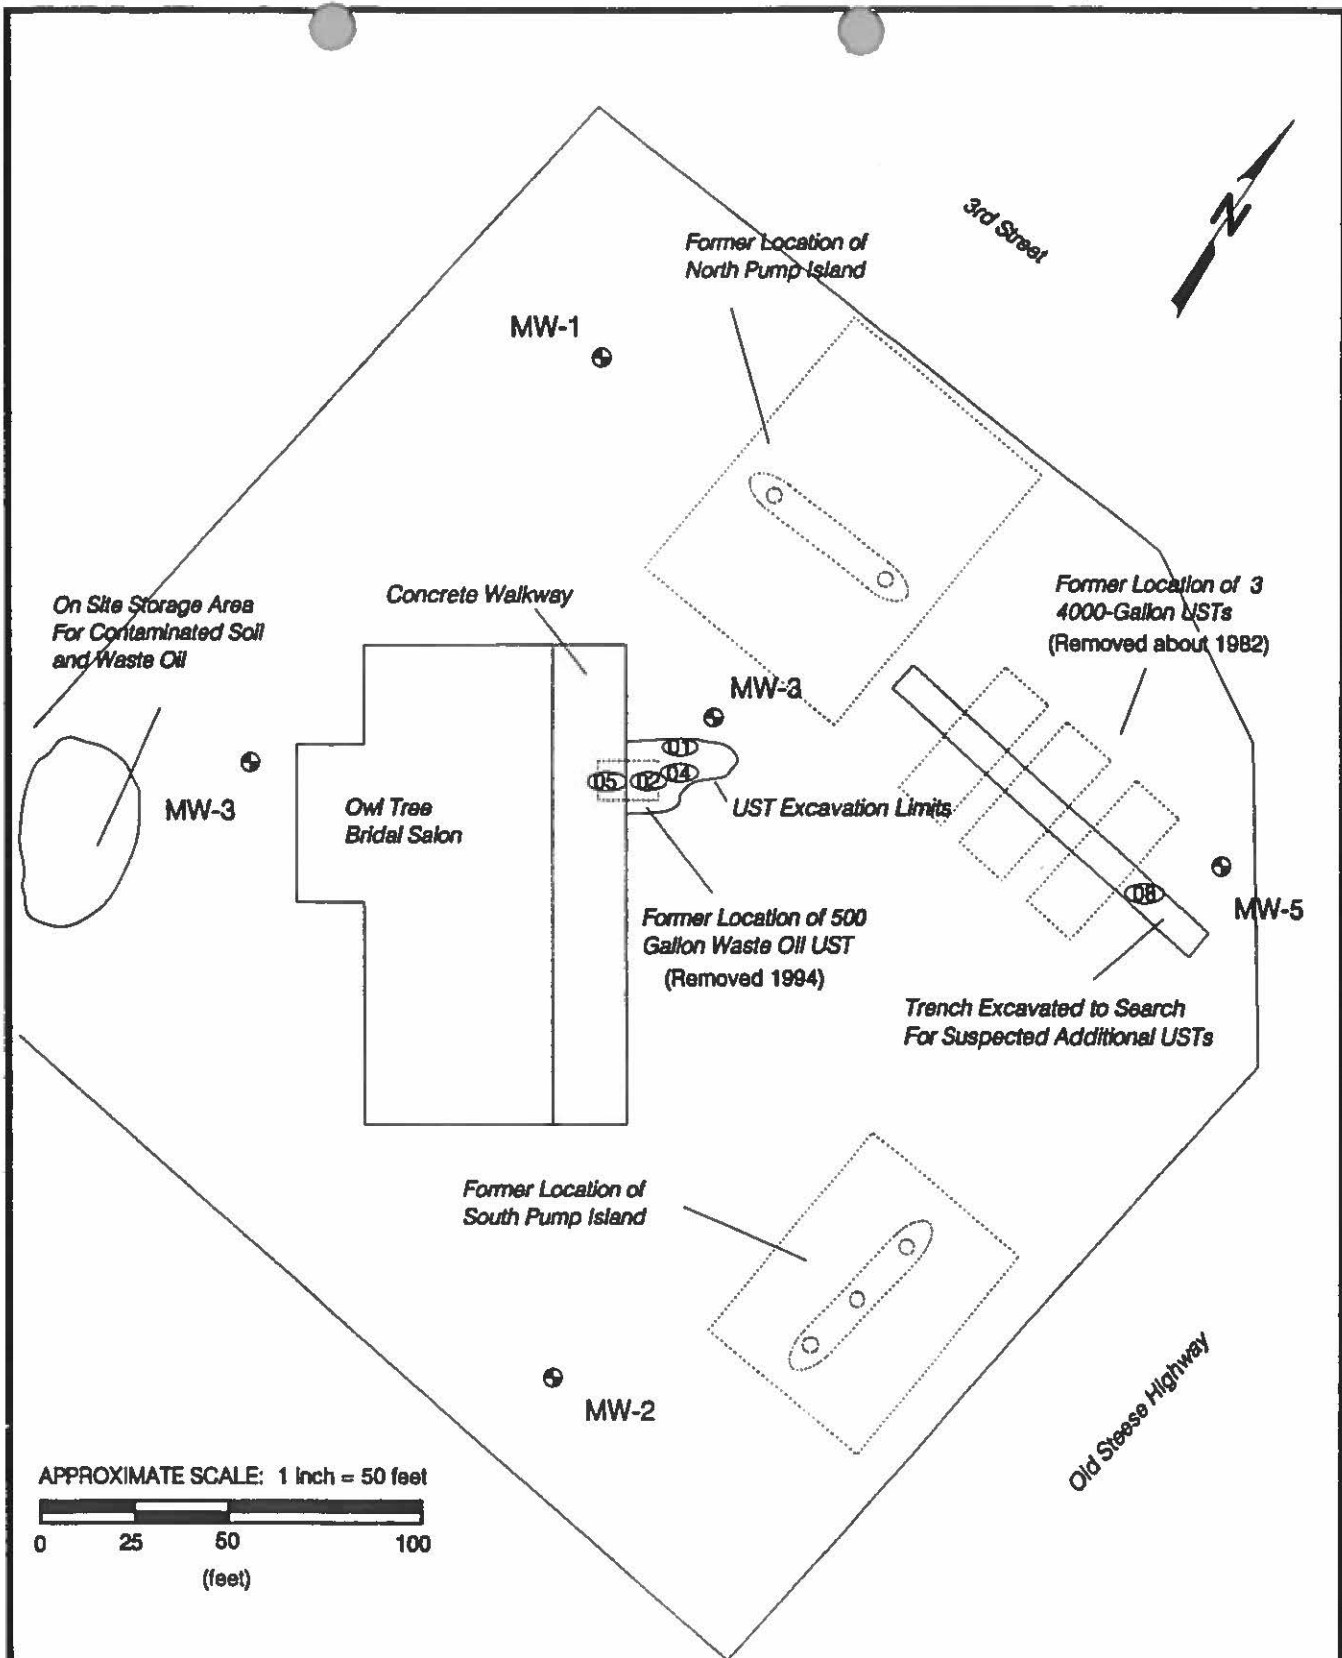 3rd Street
N
Former Location of
North Pump Island
MW-1
Former Location of 3
4000-Gallon USTs
(Removed about 1982)
On Site Storage Area
For Contaminated Soil
and Waste Oil
Concrete Walkway
MW-3
01
05
02
04
MW-3
Owl Tree
Bridal Salon
UST Excavation Limits
08
MW-5
Former Location of 500
Gallon Waste Oil UST
(Removed 1994)
Trench Excavated to Search
For Suspected Additional USTs
Former Location of
South Pump Island
MW-2
Old Steese Highway
APPROXIMATE SCALE: 1 inch = 50 feet
0 25 50 100
(feet)